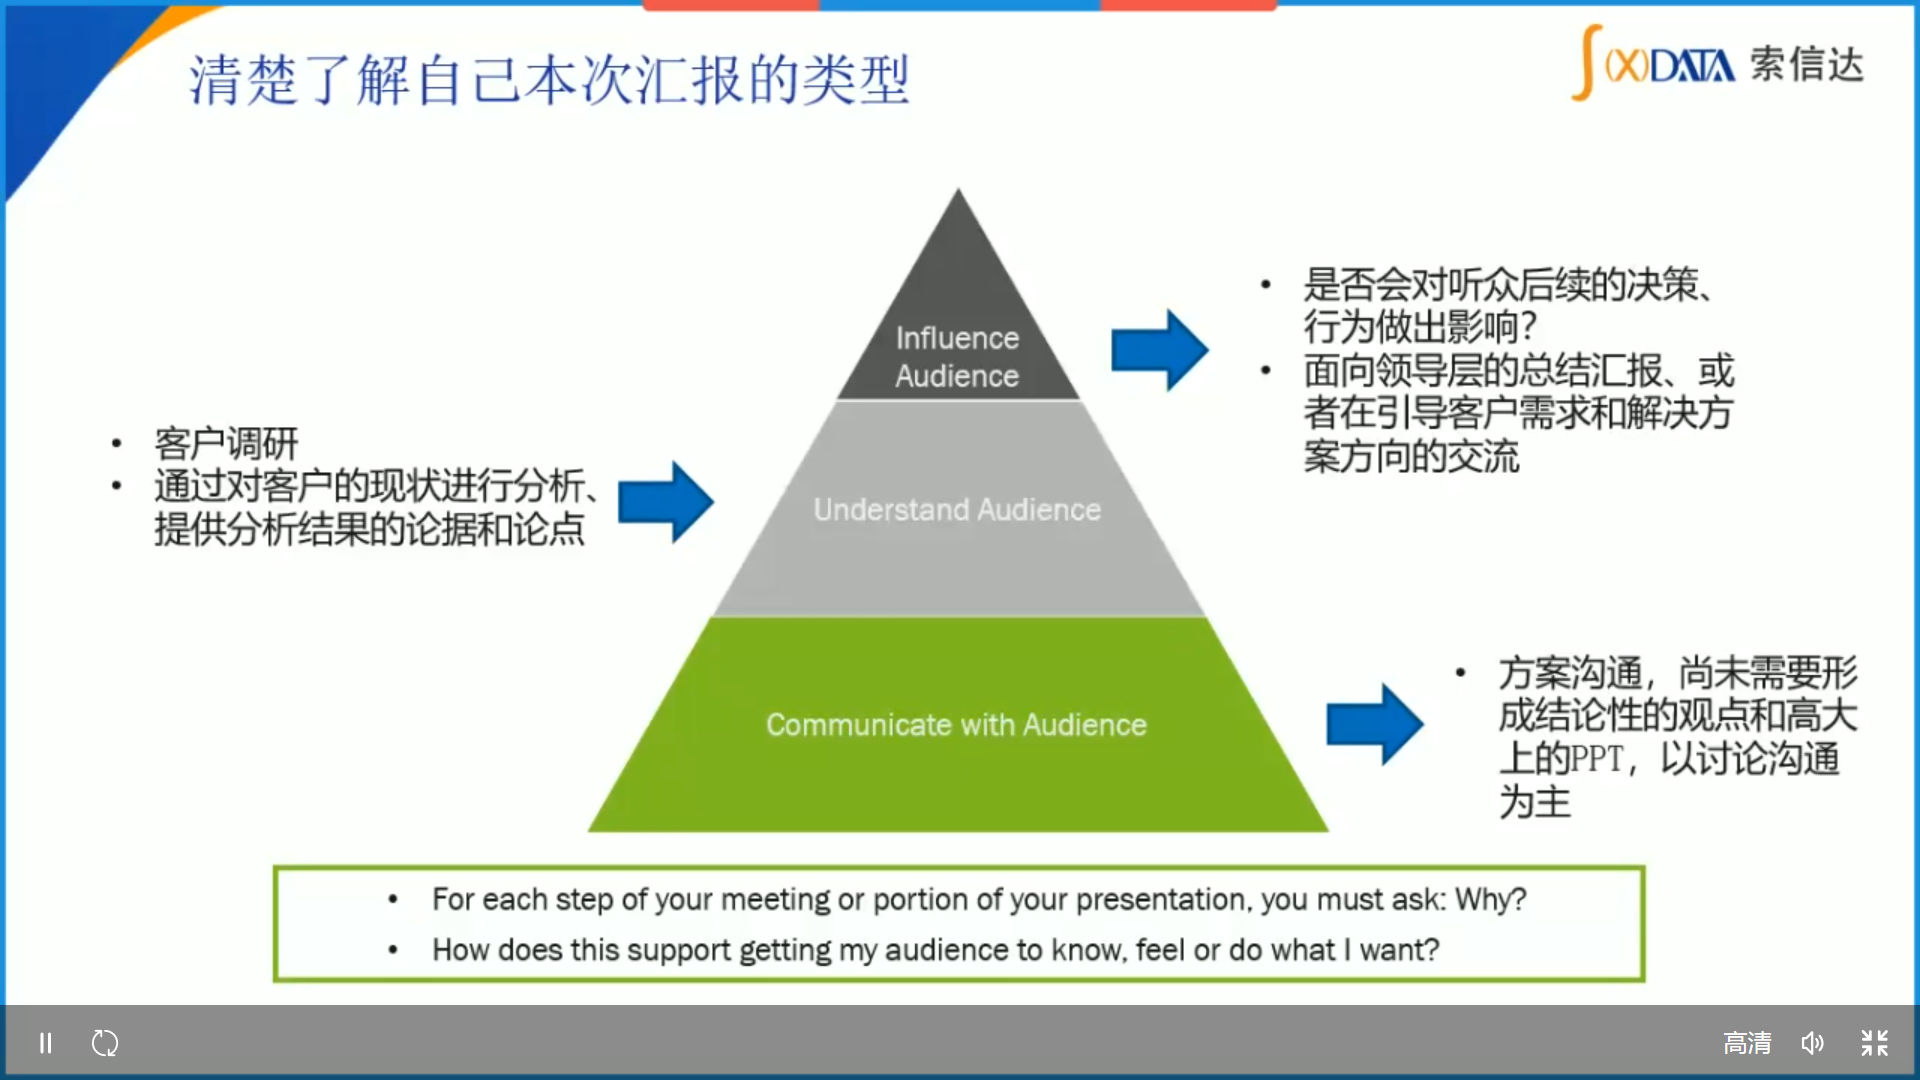 清楚了解自己本次汇报的类型
(X)DATA 索信达
Influence
Audience
• 是否会对听众后续的决策、
行为做出影响?
• 面向领导层的总结汇报、或
者在引导客户需求和解决方
案方向的交流
• 客户调研
• 通过对客户的现状进行分析、
提供分析结果的论据和论点
Understand Audience
Communicate with Audience
• 方案沟通，尚未需要形
成结论性的观点和高大
上的PPT，以讨论沟通
为主
• For each step of your meeting or portion of your presentation, you must ask: Why?
• How does this support getting my audience to know, feel or do what I want?
高清